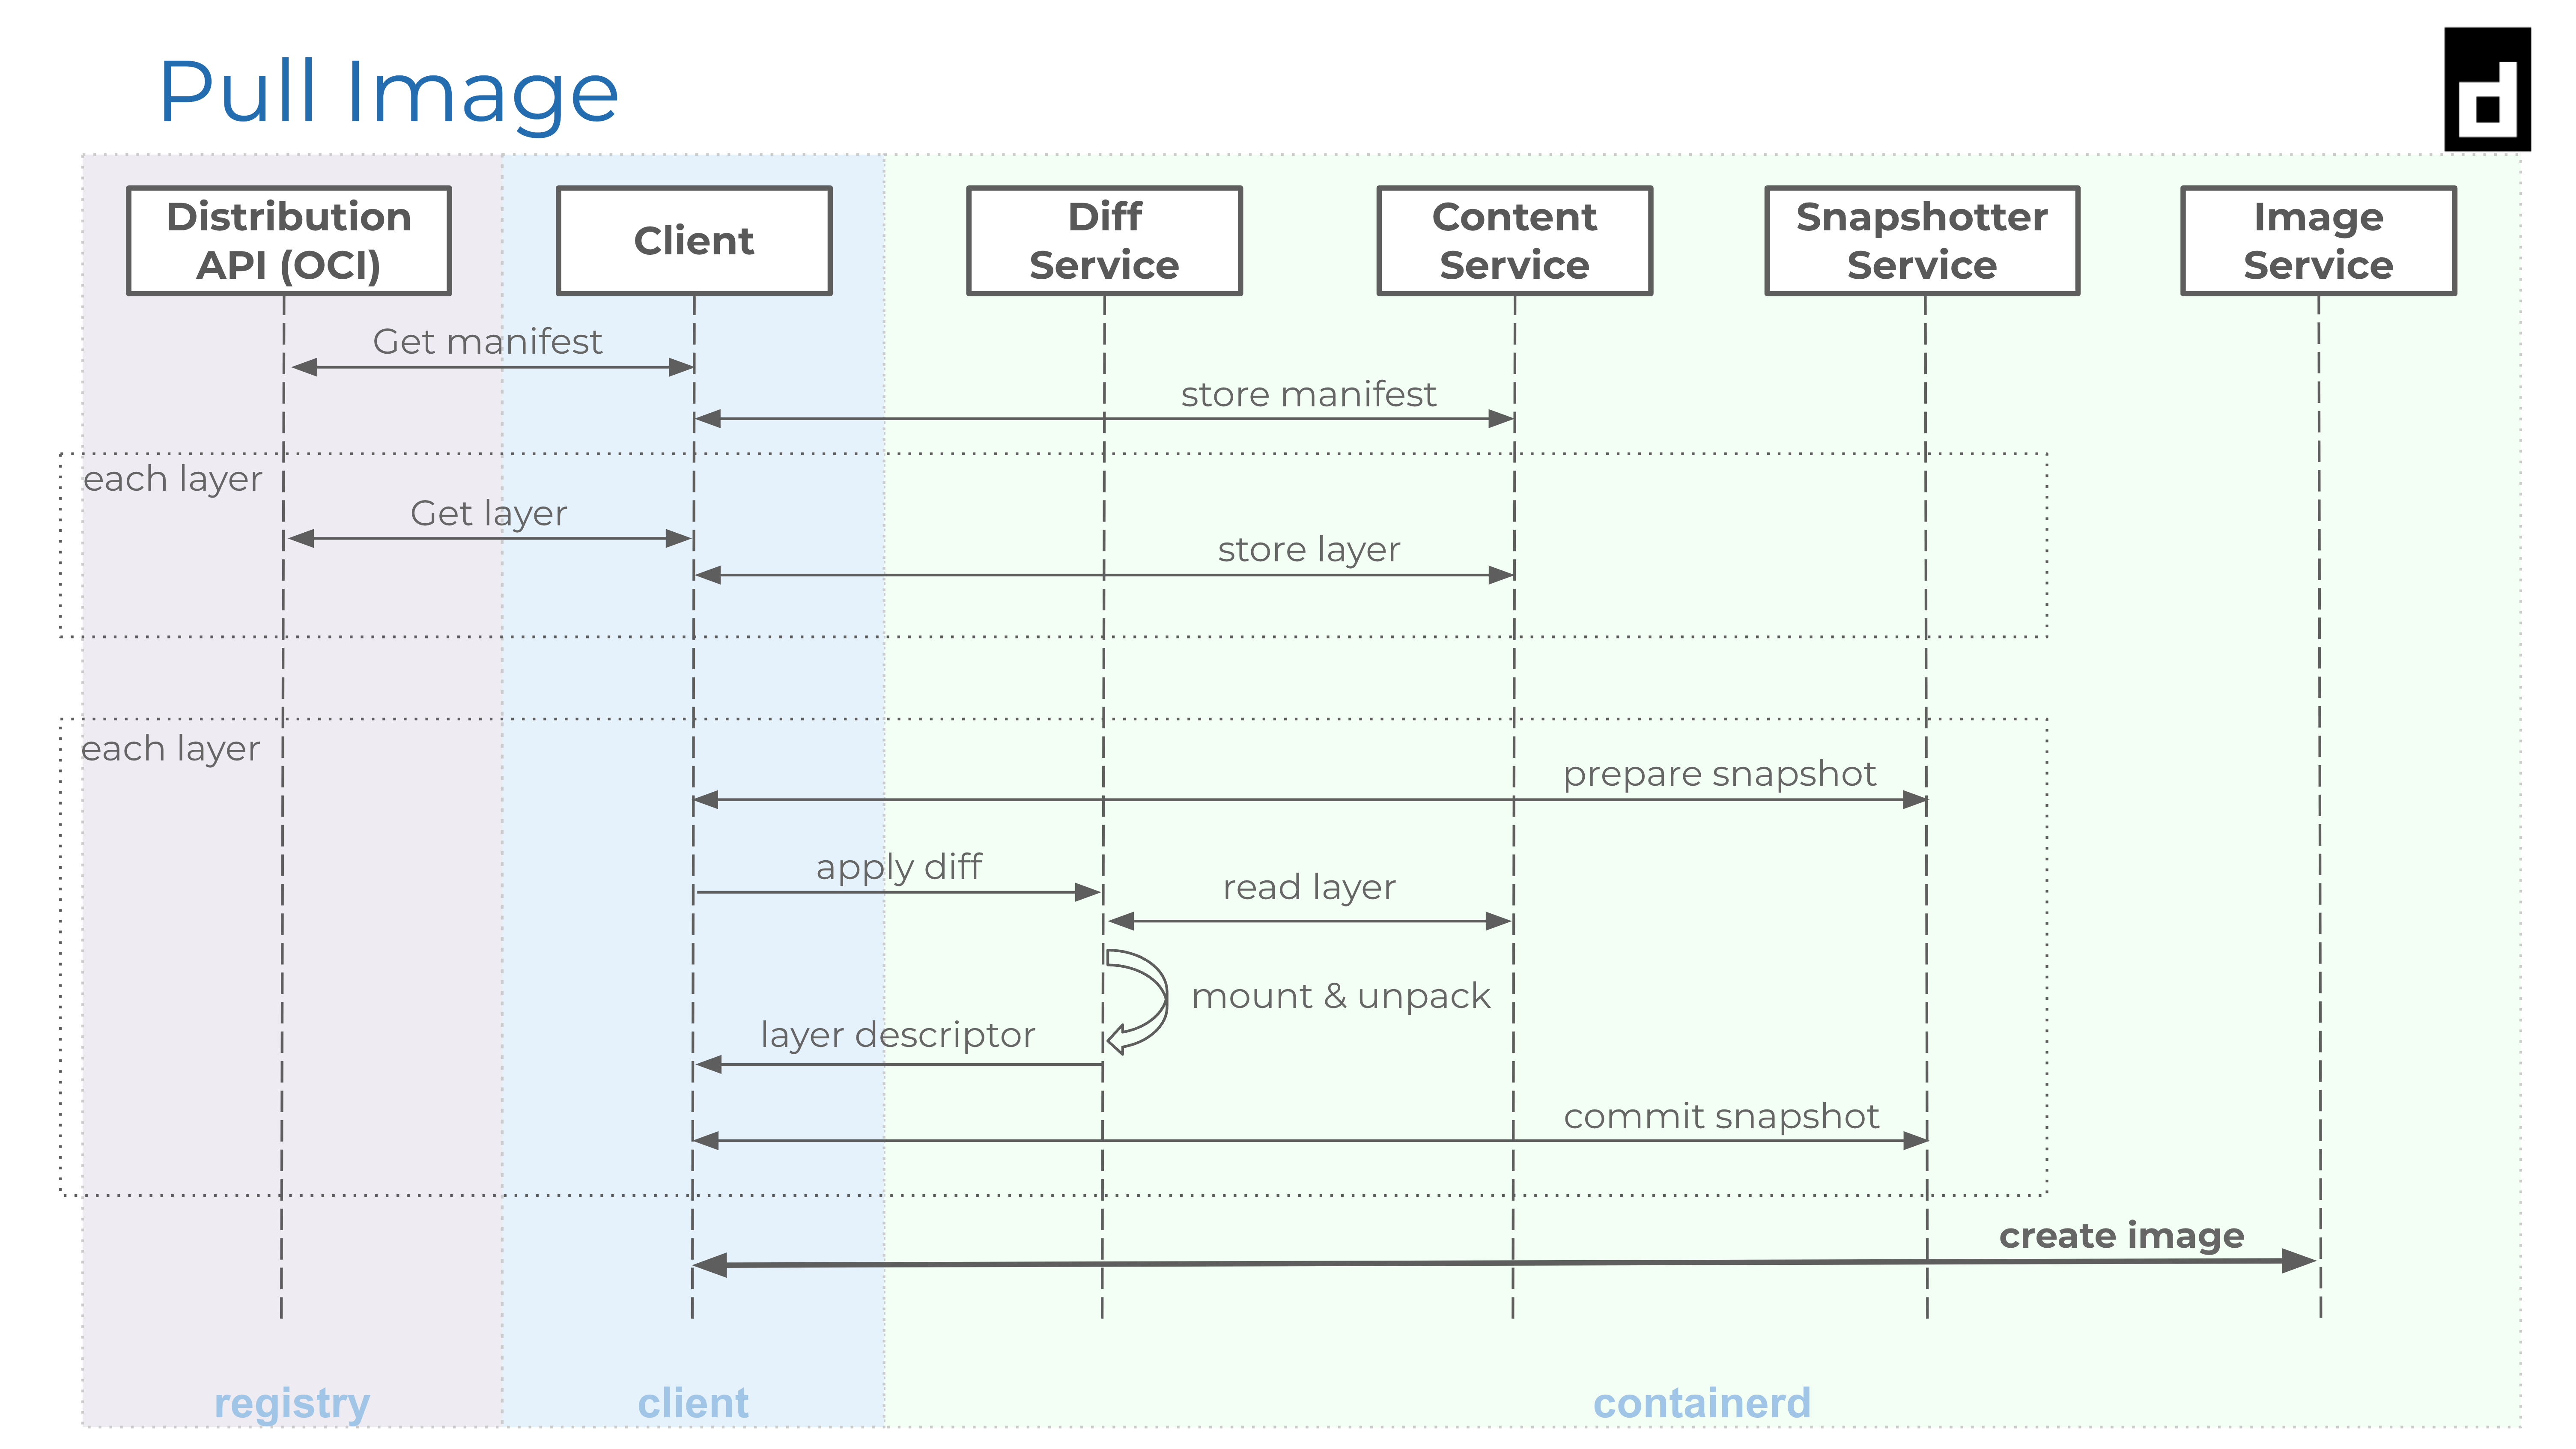 Pull Image
Distribution
API (OCI)
Client
Diff
Service
Content
Service
Snapshotter
Service
Image
Service
Get manifest
store manifest
each layer
Get layer
store layer
each layer
prepare snapshot
apply diff
read layer
mount & unpack
layer descriptor
commit snapshot
create image
registry
client
containerd